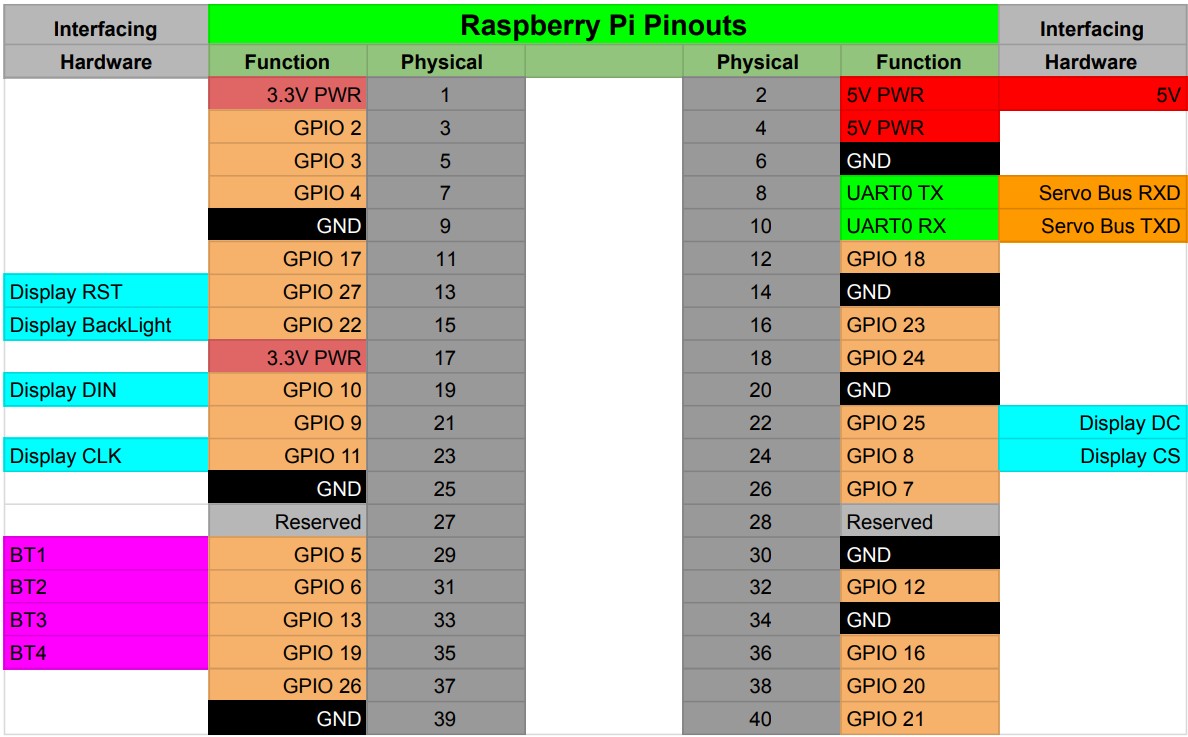 Interfacing Raspberry Pi Pinouts Interfacing
Hardware Function Physical Physical Function Hardware
3.3V PWR 1 2 5V PWR 5V
GPIO 2 3 4 5V PWR
GPIO 3 5 6 GND
GPIO 4 7 8 UART0 TX Servo Bus RXD
GND 9 10 UART0 RX Servo Bus TXD
GPIO 17 11 12 GPIO 18
Display RST GPIO 27 13 14 GND
Display BackLight GPIO 22 15 16 GPIO 23
3.3V PWR 17 18 GPIO 24
Display DIN GPIO 10 19 20 GND
GPIO 9 21 22 GPIO 25 Display DC
Display CLK GPIO 11 23 24 GPIO 8 Display CS
GND 25 26 GPIO 7
Reserved 27 28 Reserved
BT1 GPIO 5 29 30 GND
BT2 GPIO 6 31 32 GPIO 12
BT3 GPIO 13 33 34 GND
BT4 GPIO 19 35 36 GPIO 16
GPIO 26 37 38 GPIO 20
GND 39 40 GPIO 21